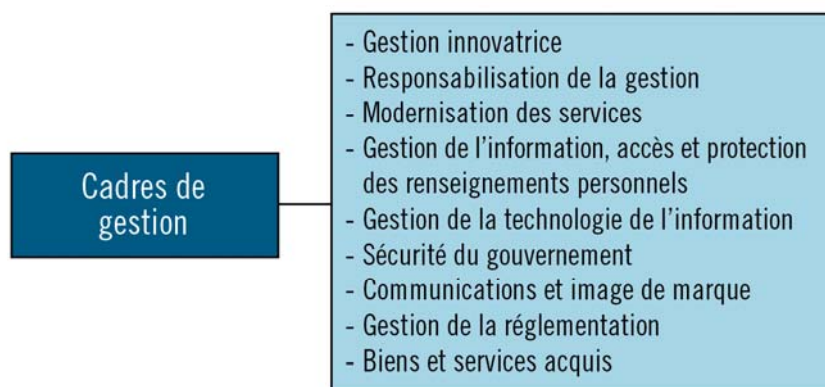 Cadres de
gestion
- Gestion innovatrice
- Responsabilisation de la gestion
- Modernisation des services
- Gestion de l'information, accès et protection
des renseignements personnels
- Gestion de la technologie de l'information
- Sécurité du gouvernement
- Communications et image de marque
- Gestion de la réglementation
- Biens et services acquis